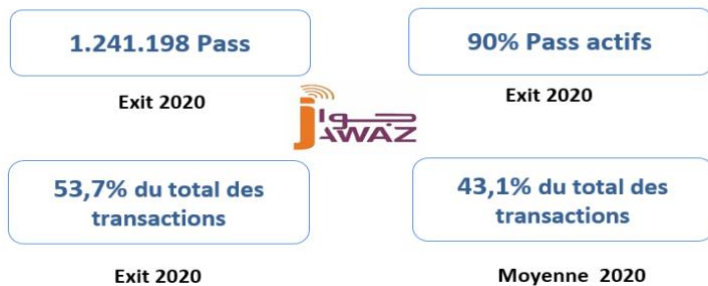 1.241.198 Pass
90% Pass actifs
Exit 2020
Exit 2020
جواز
jAWAZ
53,7% du total des
transactions
43,1% du total des
transactions
Exit 2020
Moyenne 2020